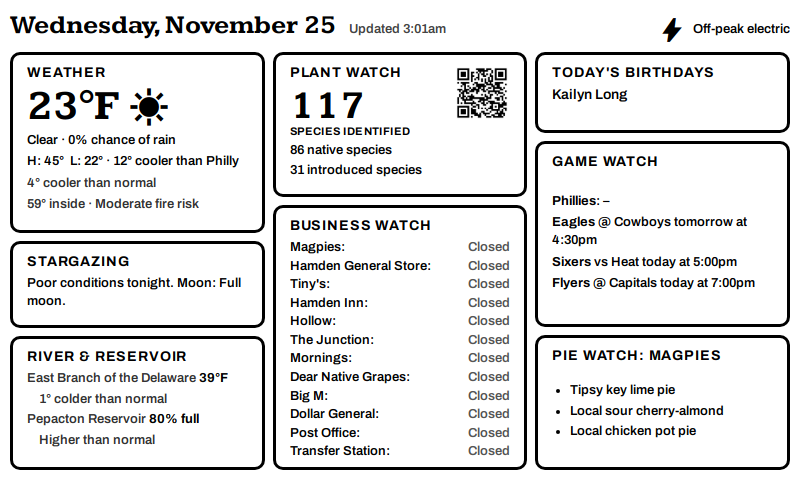 Wednesday, November 25 Updated 3:01am
Off-peak electric
WEATHER
23°F
Clear · 0% chance of rain
H: 45° L: 22° · 12° cooler than Philly
4° cooler than normal
59° inside · Moderate fire risk
STARGAZING
Poor conditions tonight. Moon: Full
moon.
RIVER & RESERVOIR
East Branch of the Delaware 39°F
1° colder than normal
Pepacton Reservoir 80% full
Higher than normal
PLANT WATCH
117
SPECIES IDENTIFIED
86 native species
31 introduced species
BUSINESS WATCH
Magpies: Closed
Hamden General Store: Closed
Tiny's: Closed
Hamden Inn: Closed
Hollow: Closed
The Junction: Closed
Mornings: Closed
Dear Native Grapes: Closed
Big M: Closed
Dollar General: Closed
Post Office: Closed
Transfer Station: Closed
TODAY'S BIRTHDAYS
Kailyn Long
GAME WATCH
Phillies: –
Eagles @ Cowboys tomorrow at
4:30pm
Sixers vs Heat today at 5:00pm
Flyers @ Capitals today at 7:00pm
PIE WATCH: MAGPIES
• Tipsy key lime pie
• Local sour cherry-almond
• Local chicken pot pie